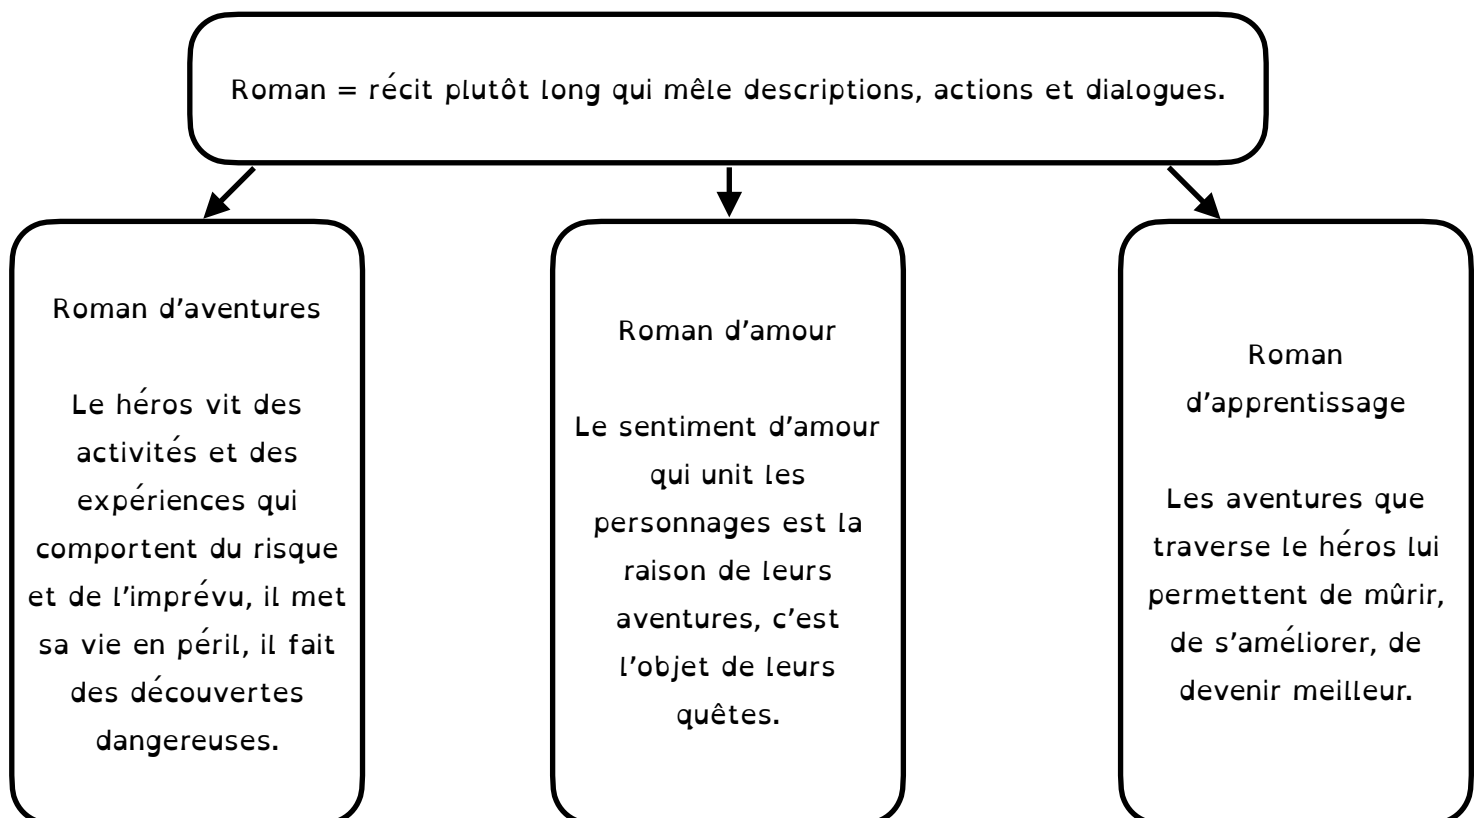 Roman = récit plutôt long qui mêle descriptions, actions et dialogues.
Roman d’aventures
Le héros vit des
activités et des
expériences qui
comportent du risque
et de l’imprévu, il met
sa vie en péril, il fait
des découvertes
dangereuses.
Roman d’amour
Le sentiment d’amour
qui unit les
personnages est la
raison de leurs
aventures, c’est
l’objet de leurs
quêtes.
Roman
d’apprentissage
Les aventures que
traverse le héros lui
permettent de mûrir,
de s’améliorer, de
devenir meilleur.